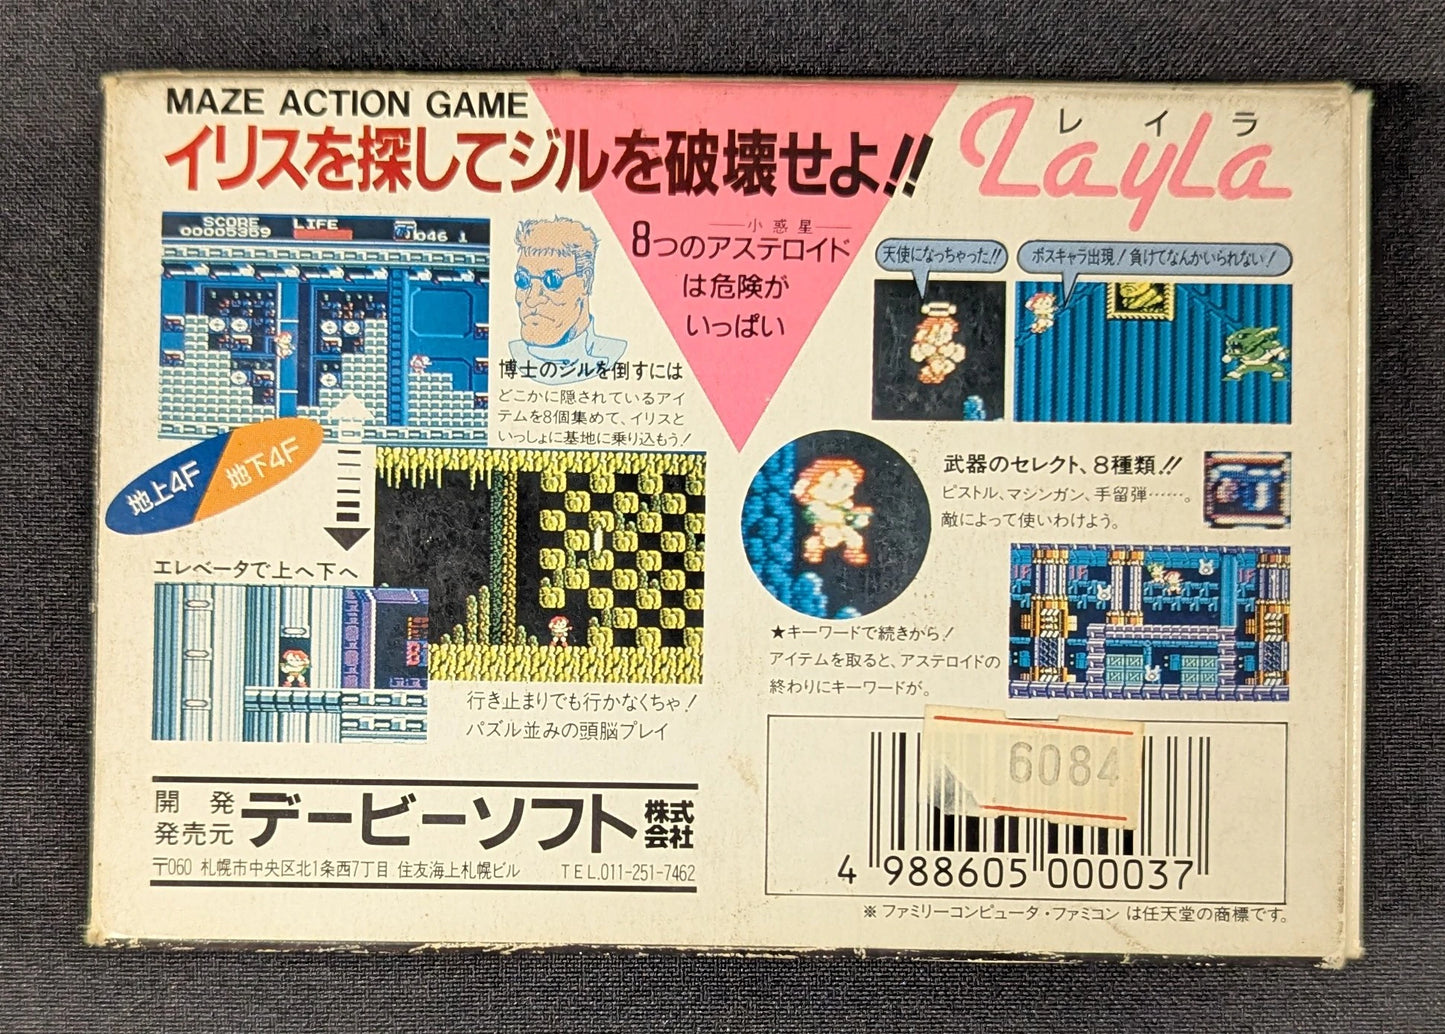 MAZE ACTION GAME
イリスを探してジルを破壊せよ!!
レイラ
Layla
SCORE
00005359
LIFE
046 1
小惑星
8つのアステロイド
は危険が
いっぱい
天使になっちゃった!!
ボスキャラ出現!負けてなんかいられない!
博士のジルを倒すには
どこかに隠されているアイ
テムを8個集めて、イリスと
いっしょに基地に乗り込もう!
地上4F
地下4F
エレベータで上へ下へ
行き止まりでも行かなくちゃ!
パズル並みの頭脳プレイ
武器のセレクト、8種類!!
ピストル、マシンガン、手留弾……。
敵によって使いわけよう。
★キーワードで続きから!
アイテムを取ると、アステロイドの
終わりにキーワードが。
開発
発売元
デービーソフト株式会社
〒060 札幌市中央区北1条西7丁目 住友海上札幌ビル TEL.011-251-7462
6084
4 988605 000037
※ ファミリーコンピュータ・ファミコン は任天堂の商標です。